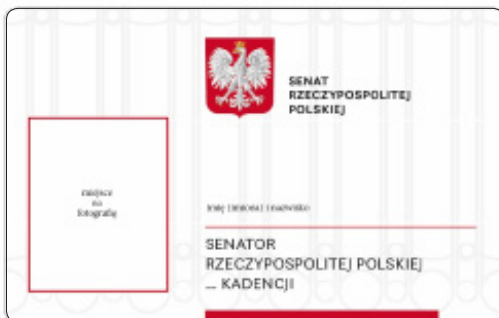 SENAT
RZECZYPOSPOLITEJ
POLSKIEJ
miejsce
na
fotografię
imię (imiona) i nazwisko
SENATOR
RZECZYPOSPOLITEJ POLSKIEJ
... KADENCJI